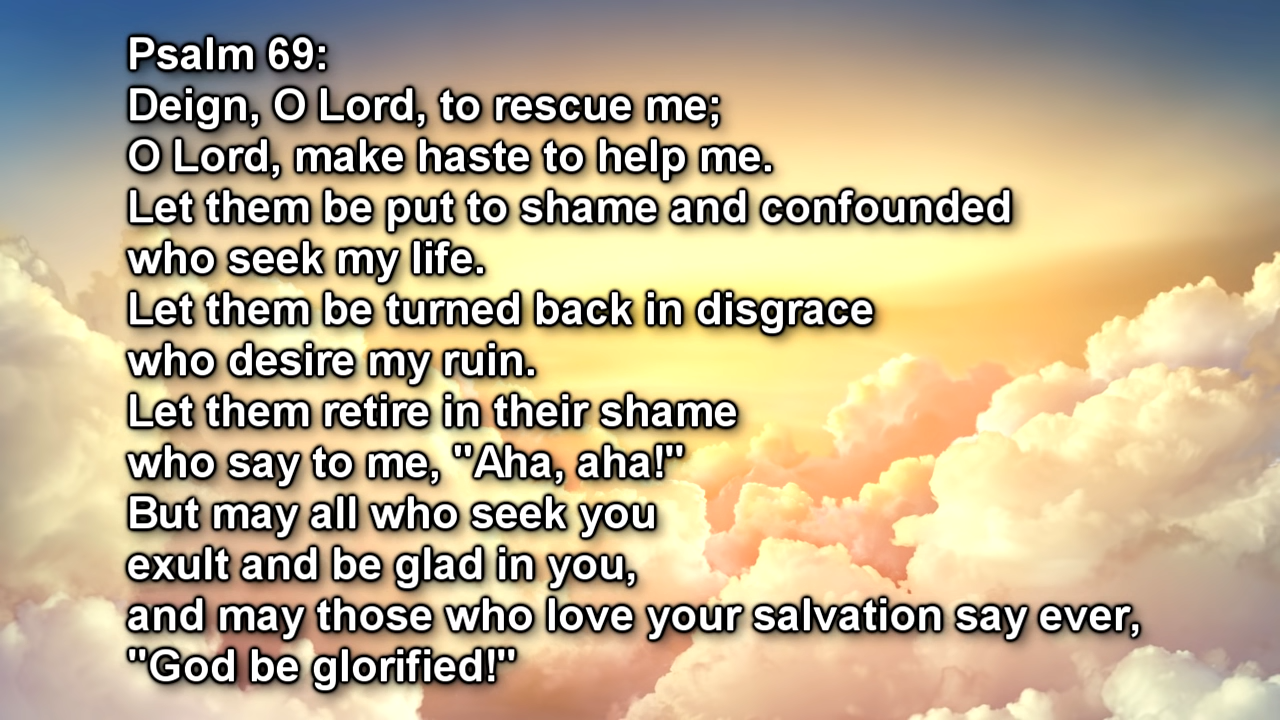 Psalm 69:
Deign, O Lord, to rescue me;
O Lord, make haste to help me.
Let them be put to shame and confounded
who seek my life.
Let them be turned back in disgrace
who desire my ruin.
Let them retire in their shame
who say to me, "Aha, aha!"
But may all who seek you
exult and be glad in you,
and may those who love your salvation say ever,
"God be glorified!"